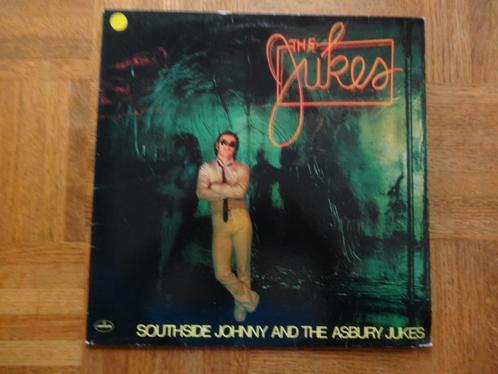 THE
Jukes
SOUTHSIDE JOHNNY AND THE ASBURY JUKES